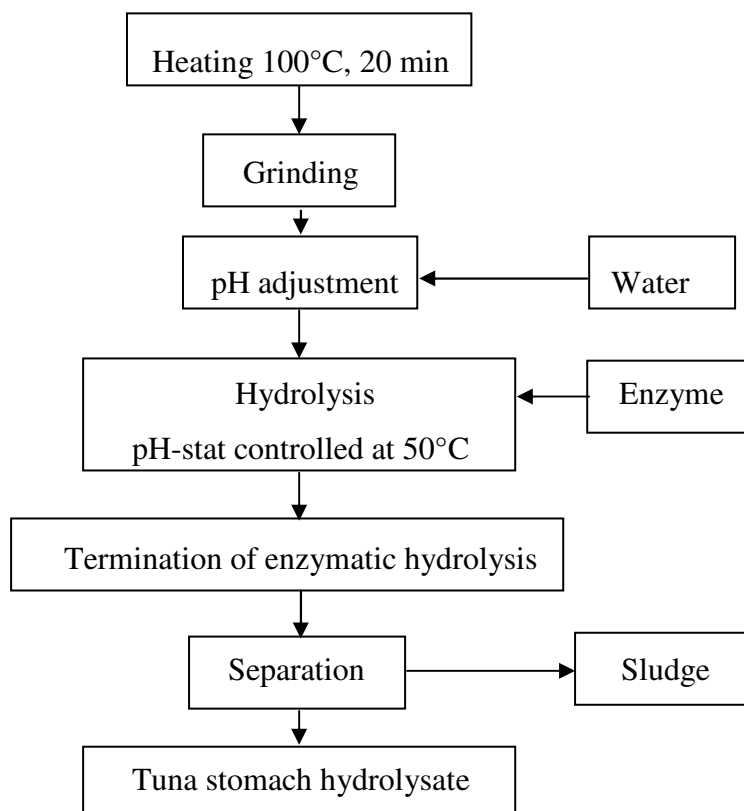 Heating 100°C, 20 min
Grinding
pH adjustment
Water
Hydrolysis
pH-stat controlled at 50°C
Enzyme
Termination of enzymatic hydrolysis
Separation
Sludge
Tuna stomach hydrolysate